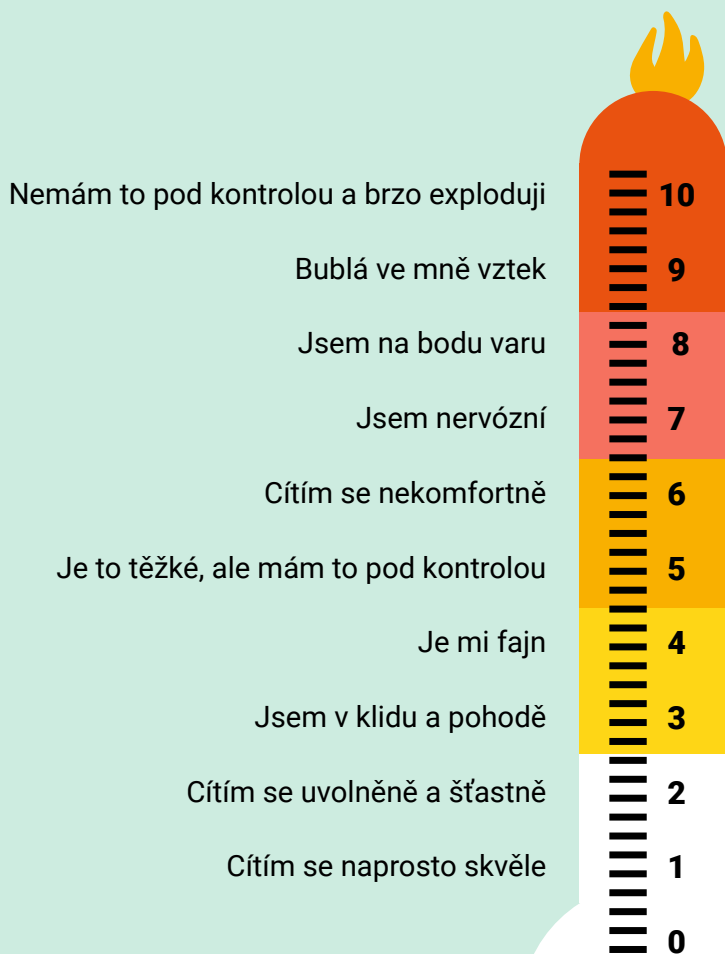 Nemám to pod kontrolou a brzo exploduji 10
Bublá ve mně vztek 9
Jsem na bodu varu 8
Jsem nervózní 7
Cítím se nekomfortně 6
Je to těžké, ale mám to pod kontrolou 5
Je mi fajn 4
Jsem v klidu a pohodě 3
Cítím se uvolněně a šťastně 2
Cítím se naprosto skvěle 1
0